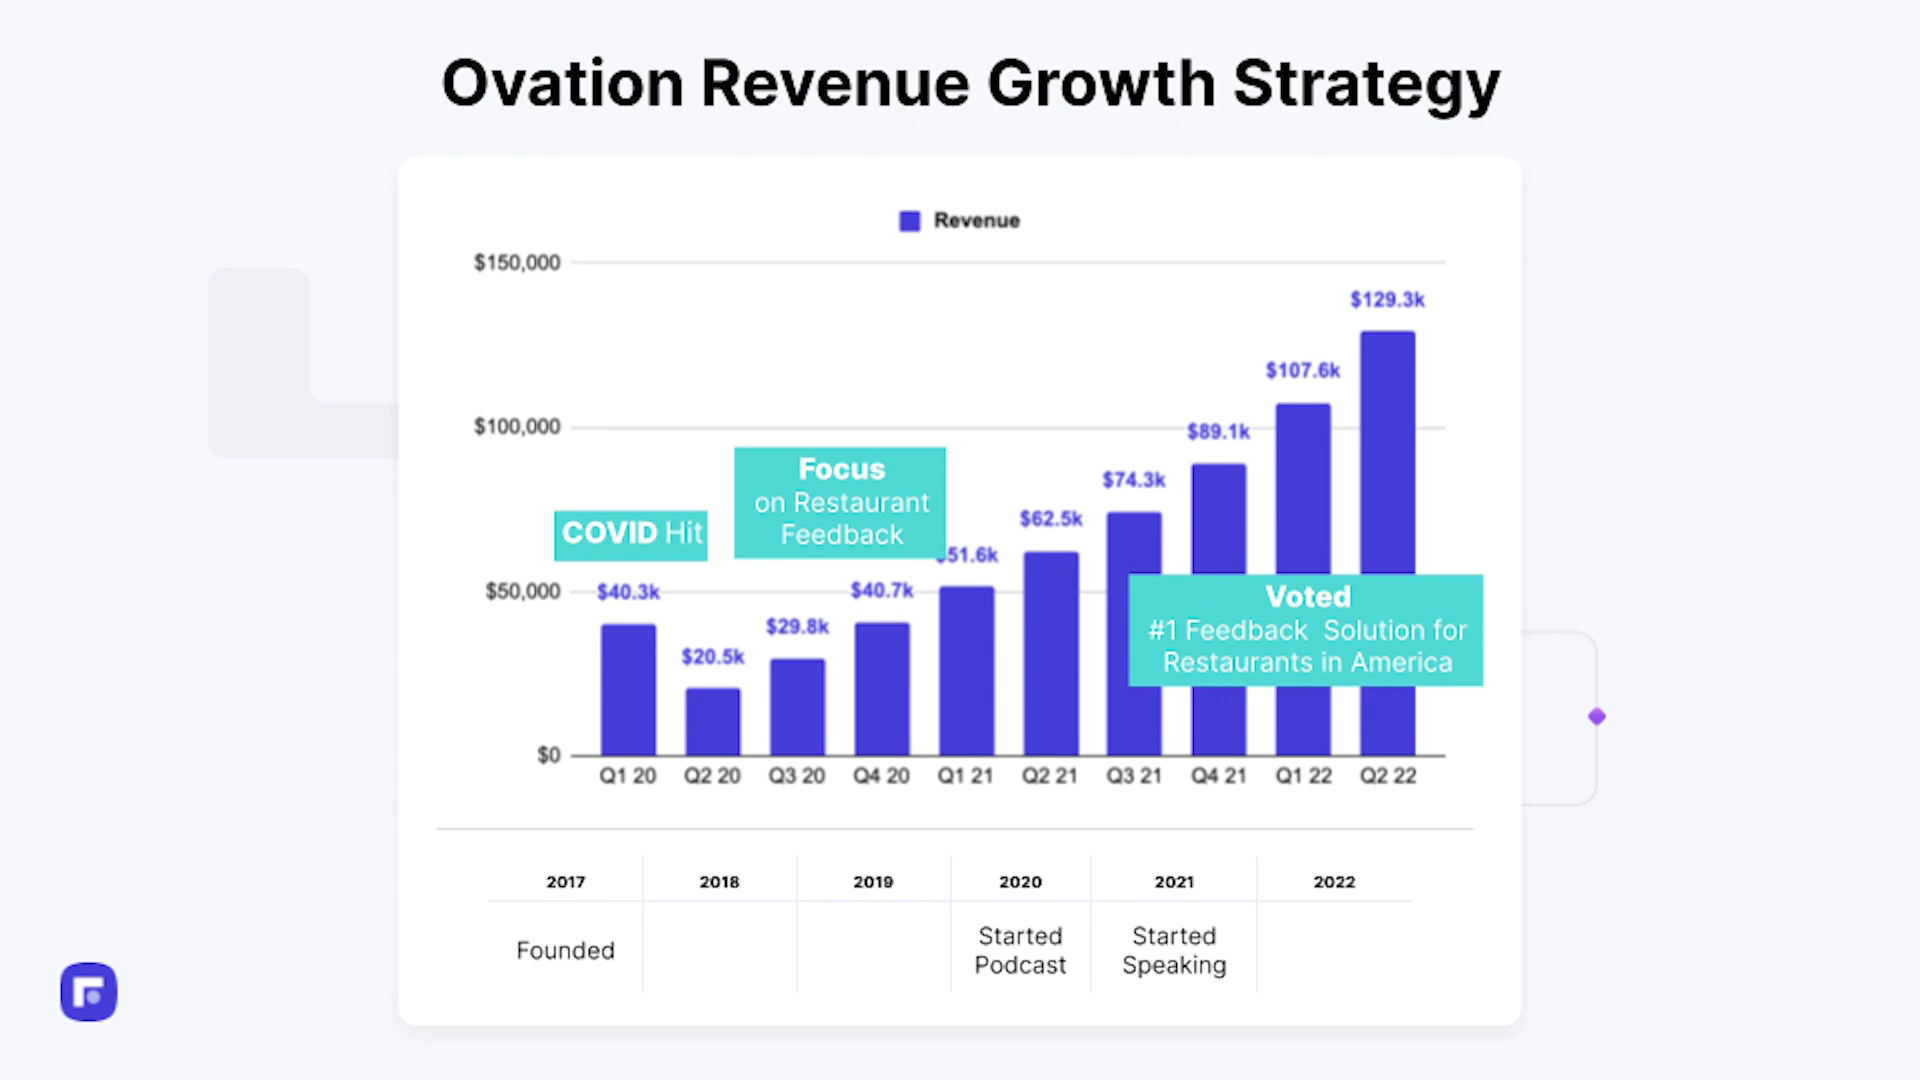 Ovation Revenue Growth Strategy
Revenue
$150,000
$100,000
$50,000
$0
COVID Hit
Focus
on Restaurant
Feedback
Voted
#1 Feedback Solution for
Restaurants in America
$40.3k
$20.5k
$29.8k
$40.7k
$51.6k
$62.5k
$74.3k
$89.1k
$107.6k
$129.3k
Q1 20 Q2 20 Q3 20 Q4 20 Q1 21 Q2 21 Q3 21 Q4 21 Q1 22 Q2 22
2017 2018 2019 2020 2021 2022
Founded
Started
Podcast
Started
Speaking